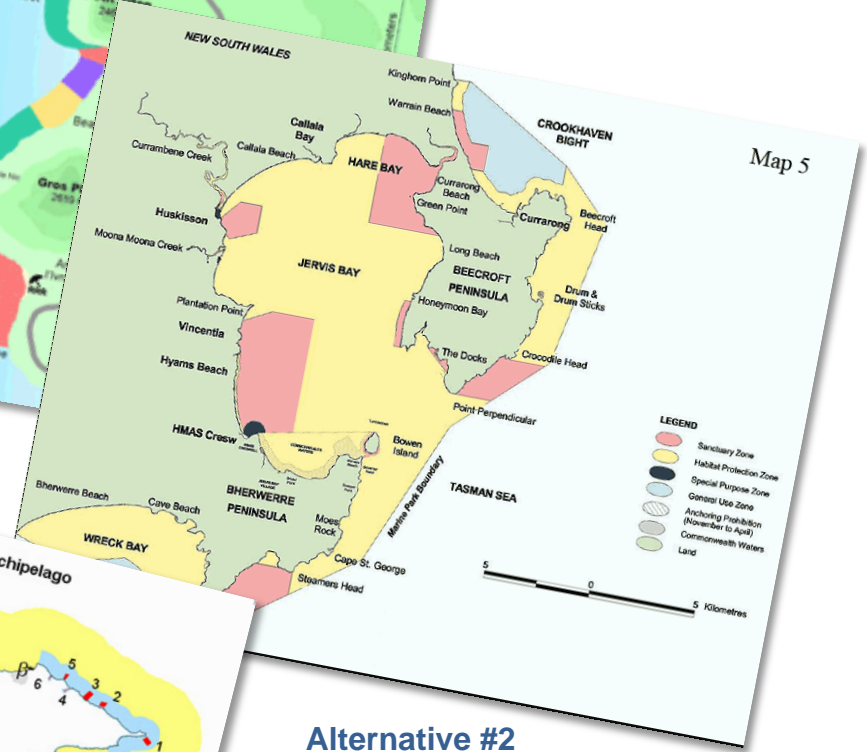 NEW SOUTH WALES
Kinghorn Point
Warrain Beach
CROOKHAVEN
BIGHT
Map 5
Callala
Bay
Currambene Creek
Callala Beach
HARE BAY
Currarong
Beach
Green Point
Currarong
Beecroft
Head
Huskisson
Moona Moona Creek
JERVIS BAY
Long Beach
BEECROFT
PENINSULA
Honeymoon Bay
Drum &
Drum Sticks
Plantation Point
Vincentia
Hyams Beach
The Docks
Crocodile Head
Point Perpendicular
HMAS Cresw
Bowen
Island
Marine Park Boundary
TASMAN SEA
LEGEND
Sanctuary Zone
Habitat Protection Zone
Special Purpose Zone
General Use Zone
Anchoring Prohibition
(November to April)
Commonwealth Waters
Land
Bherwerre Beach
Cave Beach
BHERWERRE
PENINSULA
Moes
Rock
WRECK BAY
Cape St. George
Steamers Head
5
0
5 Kilometres
Gros P
chipelago
β
5
6
4
3
2
1
Alternative #2